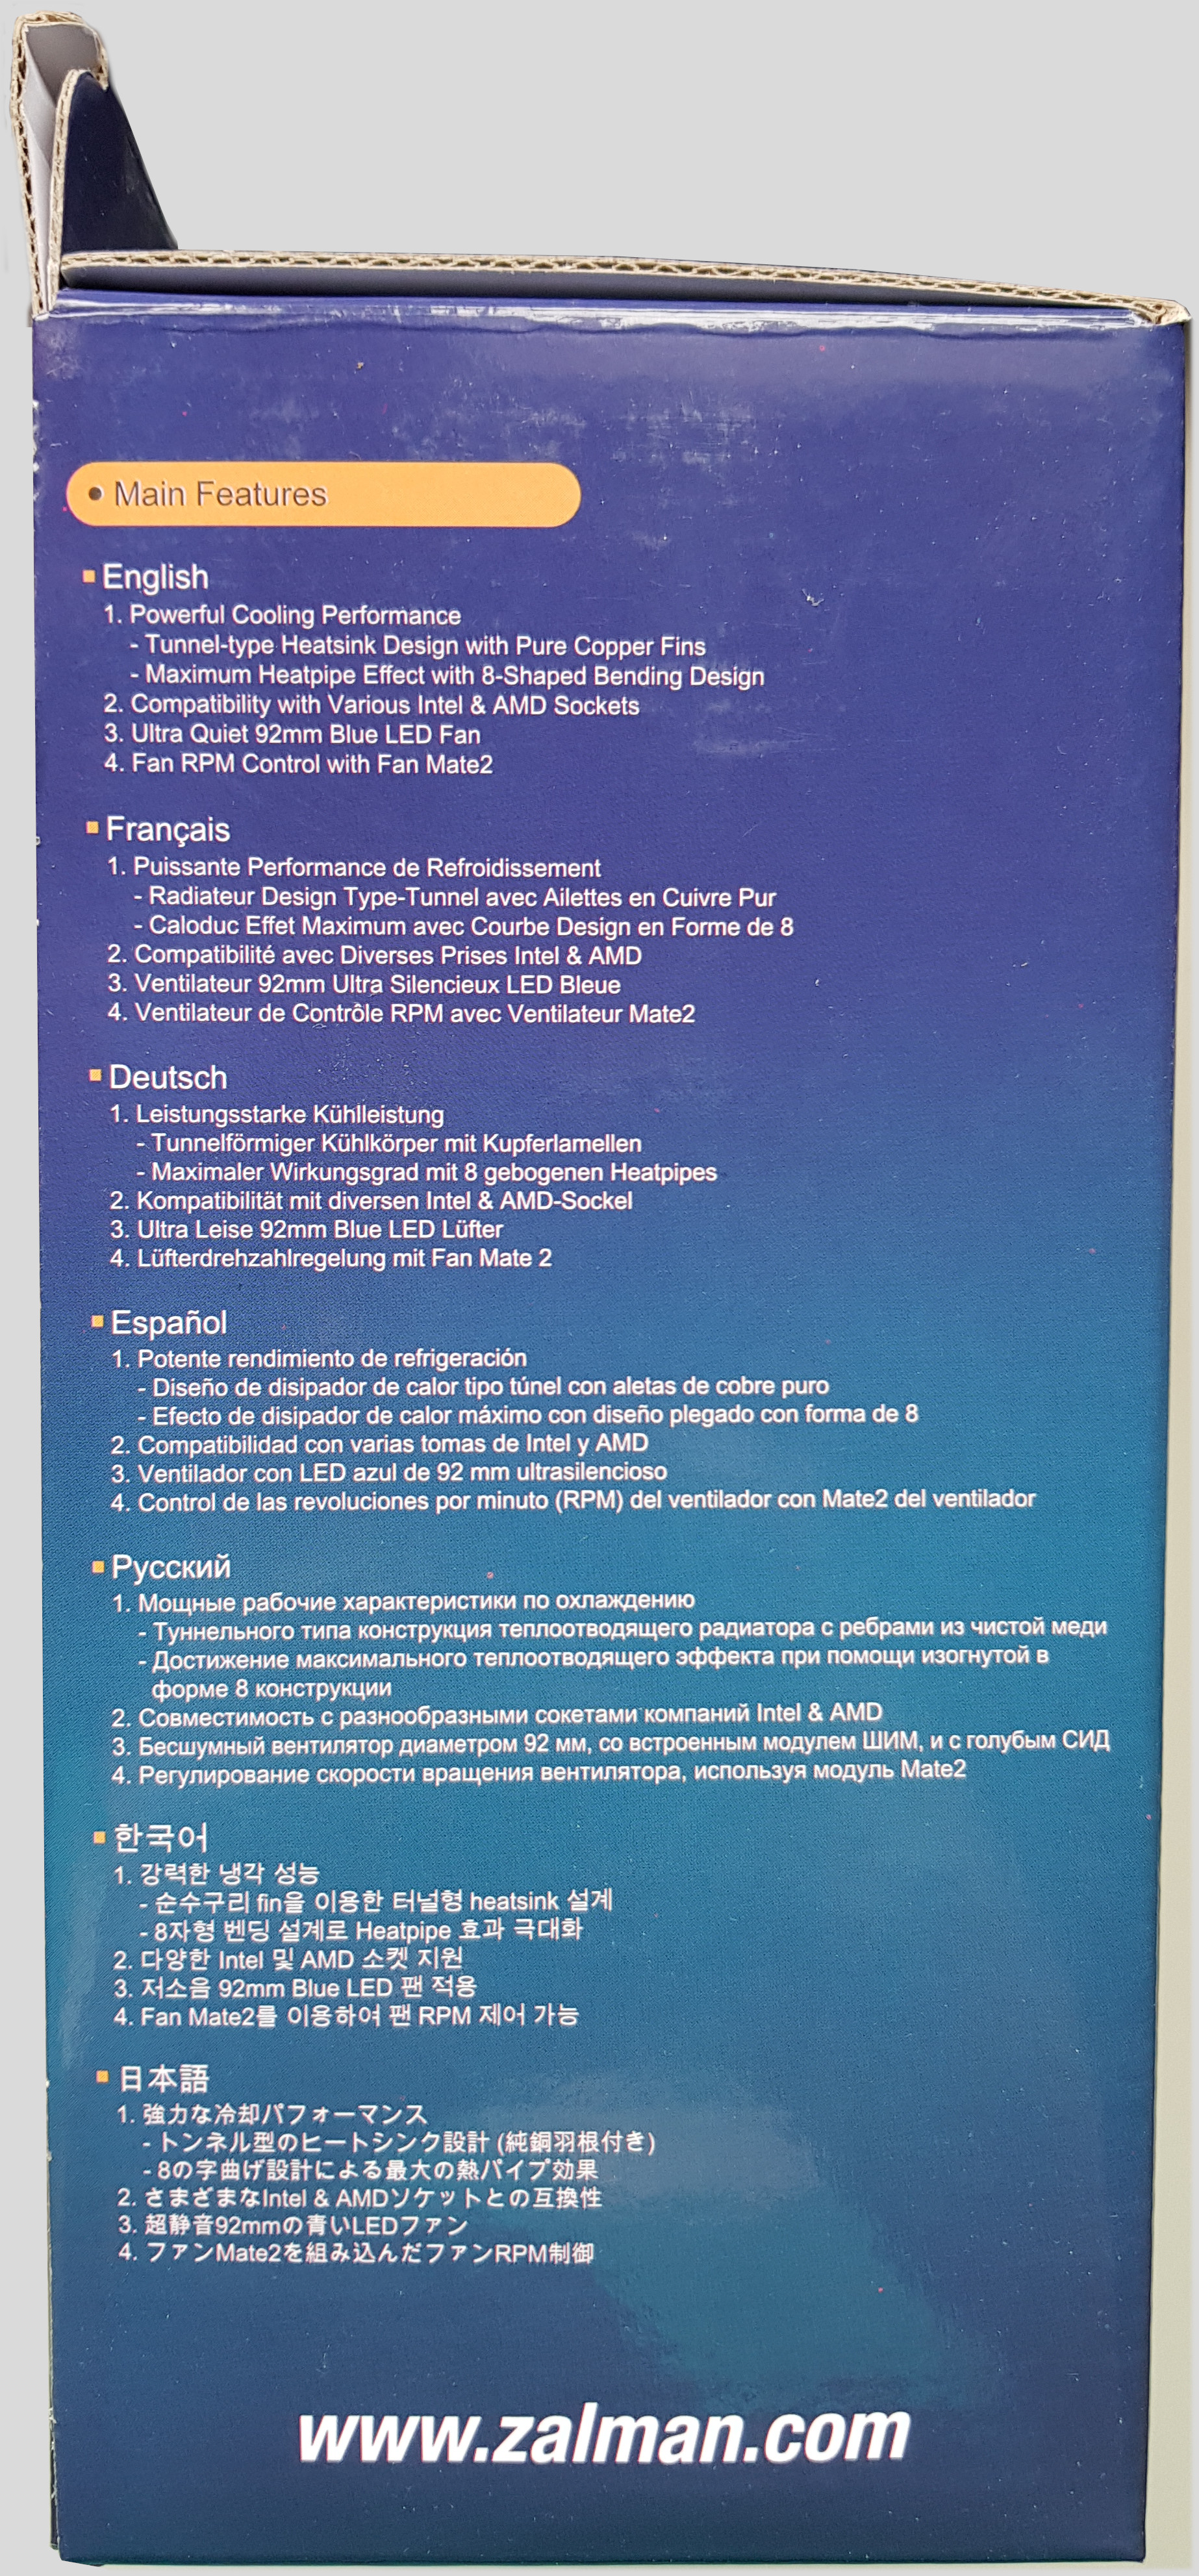 • Main Features
English
1. Powerful Cooling Performance
- Tunnel-type Heatsink Design with Pure Copper Fins
- Maximum Heatpipe Effect with 8-Shaped Bending Design
2. Compatibility with Various Intel & AMD Sockets
3. Ultra Quiet 92mm Blue LED Fan
4. Fan RPM Control with Fan Mate2
Français
1. Puissante Performance de Refroidissement
- Radiateur Design Type-Tunnel avec Ailettes en Cuivre Pur
- Caloduc Effet Maximum avec Courbe Design en Forme de 8
2. Compatibilité avec Diverses Prises Intel & AMD
3. Ventilateur 92mm Ultra Silencieux LED Bleue
4. Ventilateur de Contrôle RPM avec Ventilateur Mate2
Deutsch
1. Leistungsstarke Kühlleistung
- Tunnelförmiger Kühlkörper mit Kupferlamellen
- Maximaler Wirkungsgrad mit 8 gebogenen Heatpipes
2. Kompatibilität mit diversen Intel & AMD-Sockel
3. Ultra Leise 92mm Blue LED Lüfter
4. Lüfterdrehzahlregelung mit Fan Mate 2
Español
1. Potente rendimiento de refrigeración
- Diseño de disipador de calor tipo túnel con aletas de cobre puro
- Efecto de disipador de calor máximo con diseño plegado con forma de 8
2. Compatibilidad con varias tomas de Intel y AMD
3. Ventilador con LED azul de 92 mm ultrasilencioso
4. Control de las revoluciones por minuto (RPM) del ventilador con Mate2 del ventilador
Русский
1. Мощные рабочие характеристики по охлаждению
- Туннельного типа конструкция теплоотводящего радиатора с ребрами из чистой меди
- Достижение максимального теплоотводящего эффекта при помощи изогнутой в
форме 8 конструкции
2. Совместимость с разнообразными сокетами компаний Intel & AMD
3. Бесшумный вентилятор диаметром 92 мм, со встроенным модулем ШИМ, и с голубым СИД
4. Регулирование скорости вращения вентилятора, используя модуль Mate2
한국어
1. 강력한 냉각 성능
- 순수구리 fin을 이용한 터널형 heatsink 설계
- 8자형 벤딩 설계로 Heatpipe 효과 극대화
2. 다양한 Intel 및 AMD 소켓 지원
3. 저소음 92mm Blue LED 팬 적용
4. Fan Mate2를 이용하여 팬 RPM 제어 가능
日本語
1. 強力な冷却パフォーマンス
- トンネル型のヒートシンク設計 (純銅羽根付き)
- 8の字曲げ設計による最大の熱パイプ効果
2. さまざまなIntel & AMDソケットとの互換性
3. 超静音92mmの青いLEDファン
4. ファンMate2を組み込んだファンRPM制御
www.zalman.com